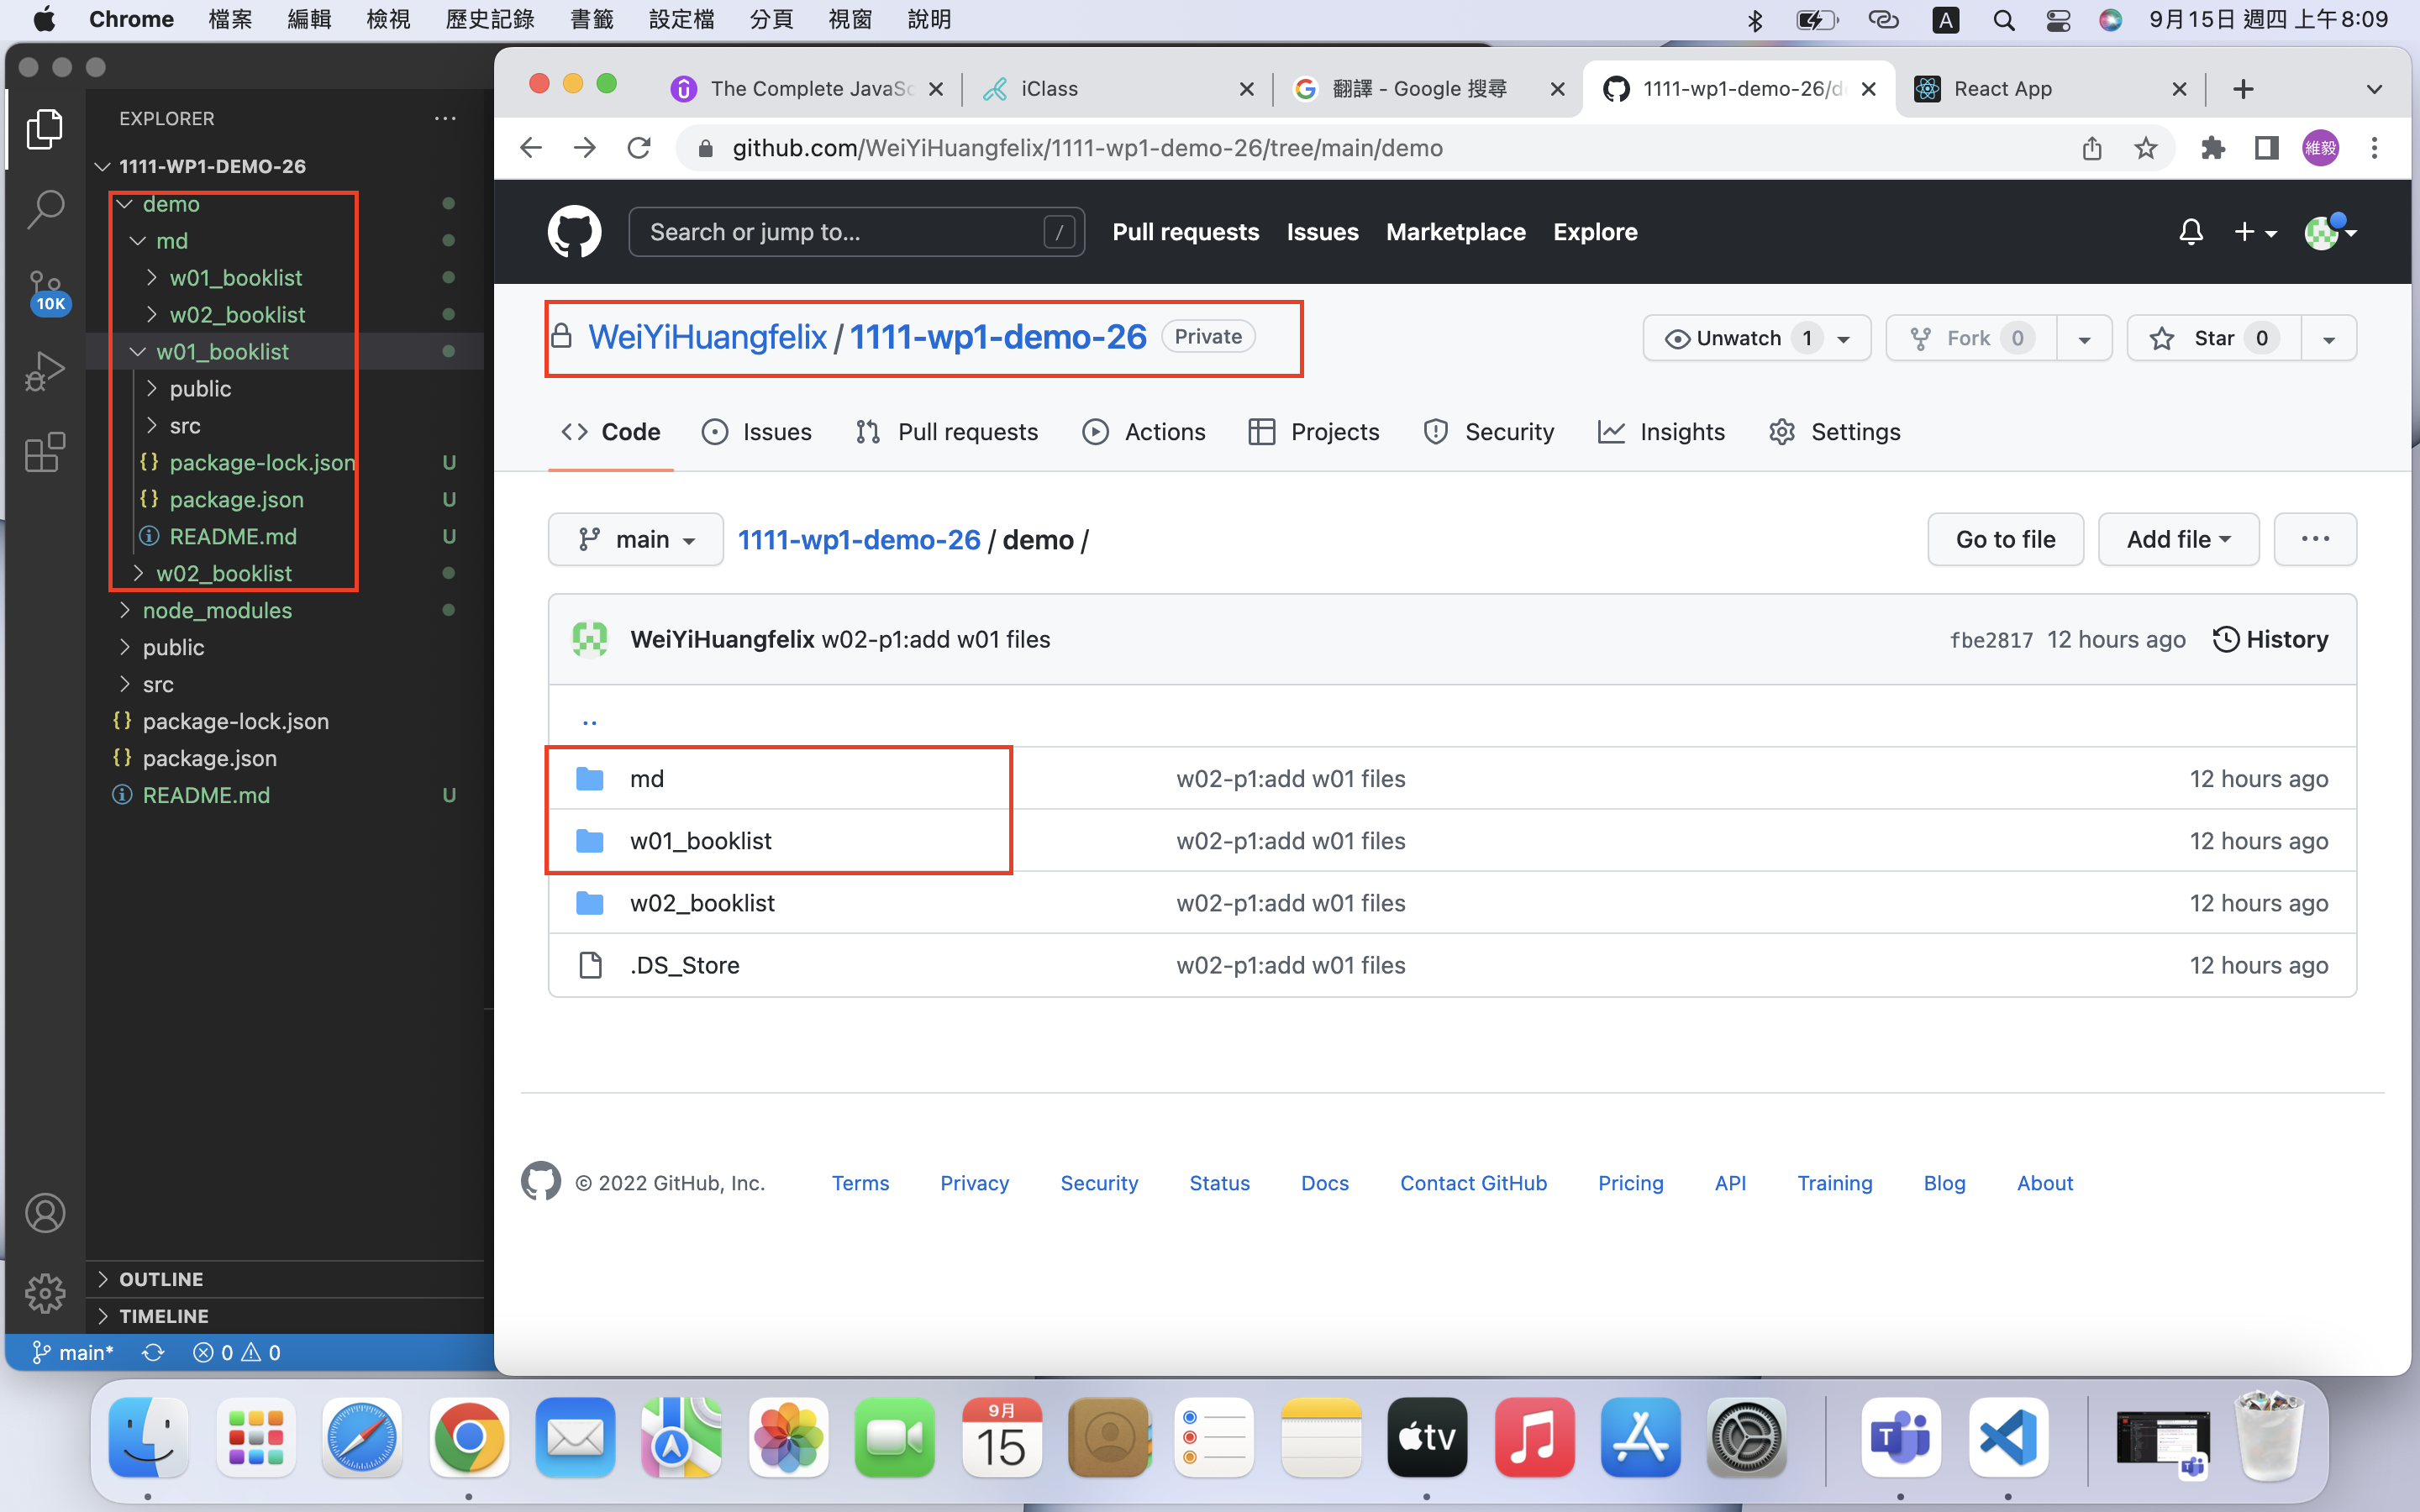 Chrome 檔案 編輯 檢視 歷史記錄 書籤 設定檔 分頁 視窗 說明
A 9月15日 週四 上午8:09
The Complete JavaSc
iClass
翻譯 - Google 搜尋
1111-wp1-demo-26/d
React App
github.com/WeiYiHuangfelix/1111-wp1-demo-26/tree/main/demo
維毅
EXPLORER
1111-WP1-DEMO-26
demo
md
w01_booklist
w02_booklist
w01_booklist
public
src
package-lock.json U
package.json U
README.md U
w02_booklist
node_modules
public
src
package-lock.json
package.json
README.md U
10K
OUTLINE
TIMELINE
main* 0 0
Search or jump to... /
Pull requests Issues Marketplace Explore
WeiYiHuangfelix / 1111-wp1-demo-26 Private
Unwatch 1 Fork 0 Star 0
Code Issues Pull requests Actions Projects Security Insights Settings
main 1111-wp1-demo-26 / demo /
Go to file Add file
WeiYiHuangfelix w02-p1:add w01 files fbe2817 12 hours ago History
..
md w02-p1:add w01 files 12 hours ago
w01_booklist w02-p1:add w01 files 12 hours ago
w02_booklist w02-p1:add w01 files 12 hours ago
.DS_Store w02-p1:add w01 files 12 hours ago
© 2022 GitHub, Inc. Terms Privacy Security Status Docs Contact GitHub Pricing API Training Blog About
9月
15
tv
T